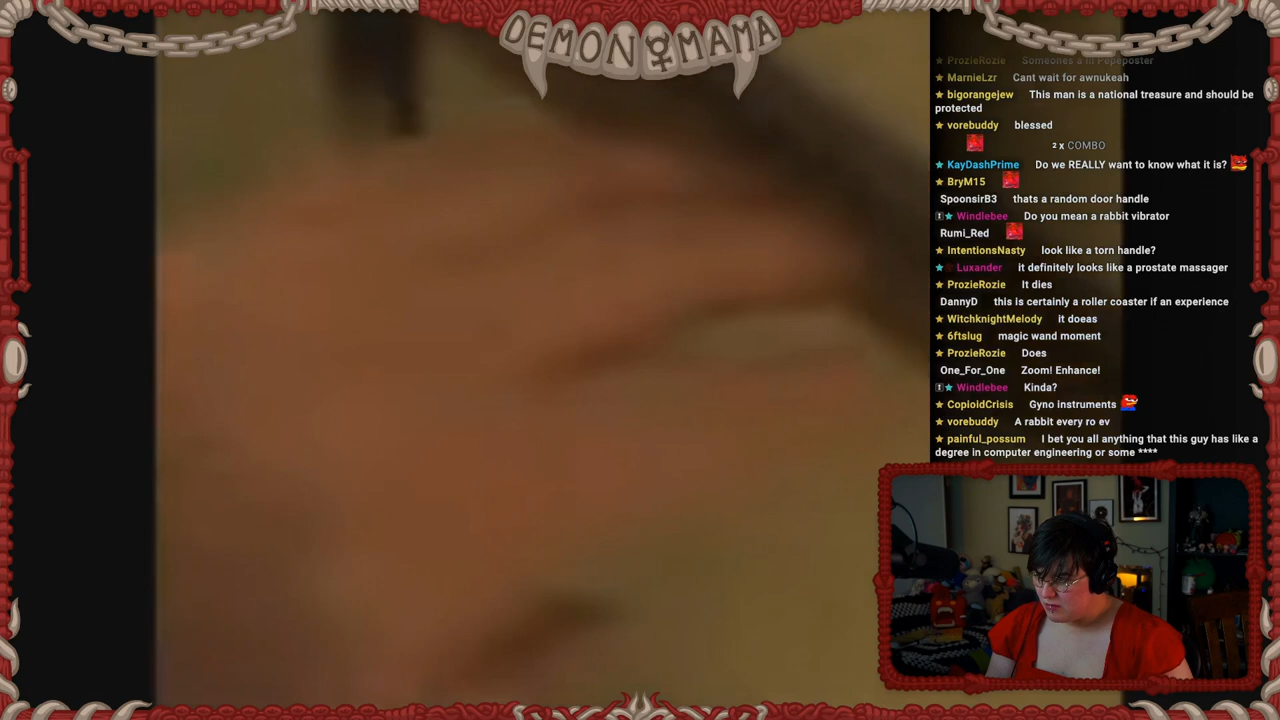 DEMON MAMA
ProzieRozie Someones a lil Pepeposter
MarnieLzr Cant wait for awnukeah
bigorangejew This man is a national treasure and should be
protected
vorebuddy blessed
2 x COMBO
KayDashPrime Do we REALLY want to know what it is?
BryM15
SpoonsirB3 thats a random door handle
Windlebee Do you mean a rabbit vibrator
Rumi_Red
IntentionsNasty look like a torn handle?
Luxander it definitely looks like a prostate massager
ProzieRozie It dies
DannyD this is certainly a roller coaster if an experience
WitchknightMelody it doeas
6ftslug magic wand moment
ProzieRozie Does
One_For_One Zoom! Enhance!
Windlebee Kinda?
CopioidCrisis Gyno instruments
vorebuddy A rabbit every ro ev
painful_possum I bet you all anything that this guy has like a
degree in computer engineering or some ****